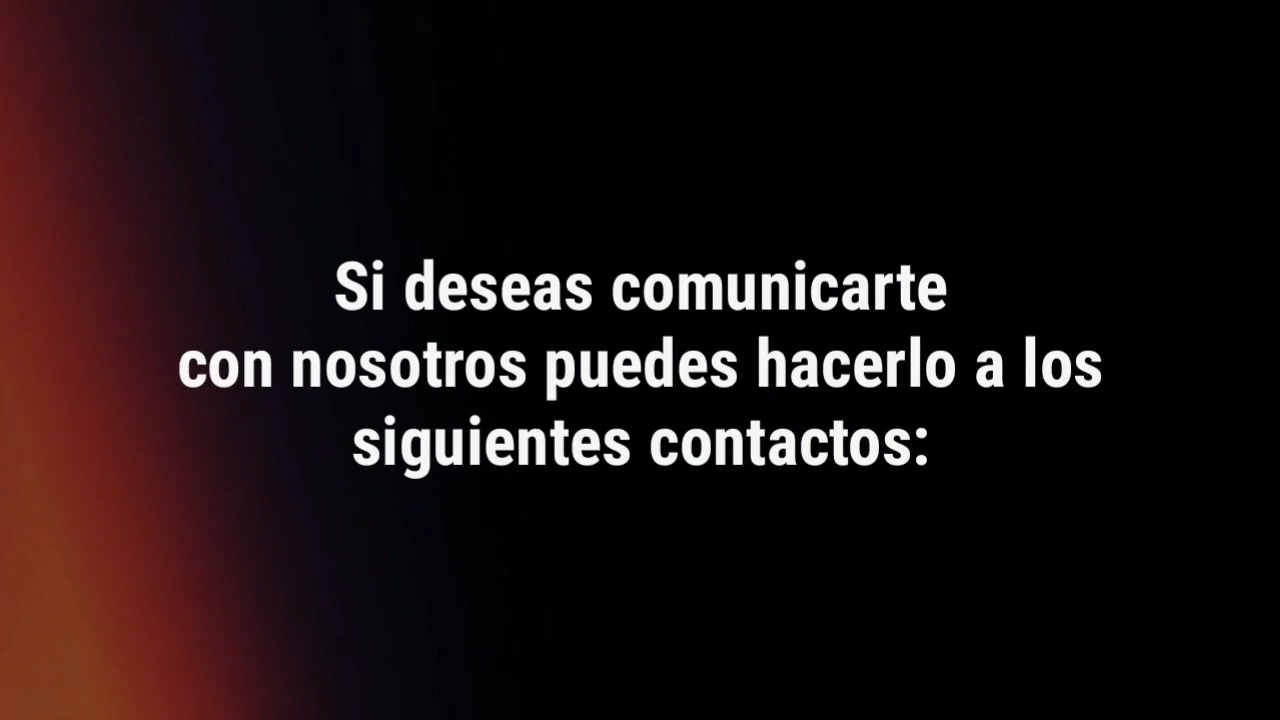 Si deseas comunicarte
con nosotros puedes hacerlo a los
siguientes contactos: